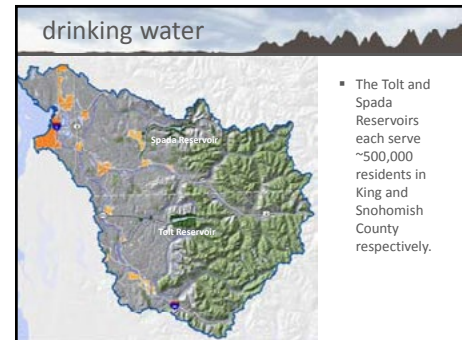 drinking water
▪ The Tolt and
Spada
Reservoirs
each serve
~500,000
residents in
King and
Snohomish
County
respectively.
Spada Reservoir
Tolt Reservoir